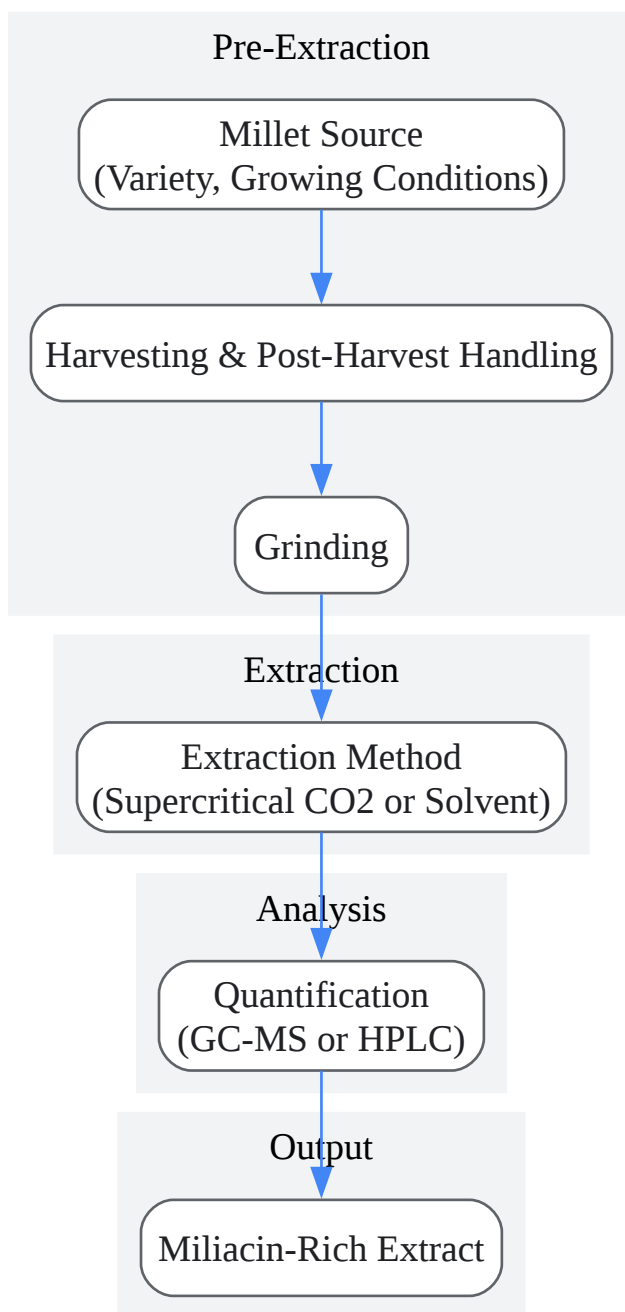 Pre-Extraction
Millet Source
(Variety, Growing Conditions)
Harvesting & Post-Harvest Handling
Grinding
Extraction
Extraction Method
(Supercritical CO2 or Solvent)
Analysis
Quantification
(GC-MS or HPLC)
Output
Miliacin-Rich Extract